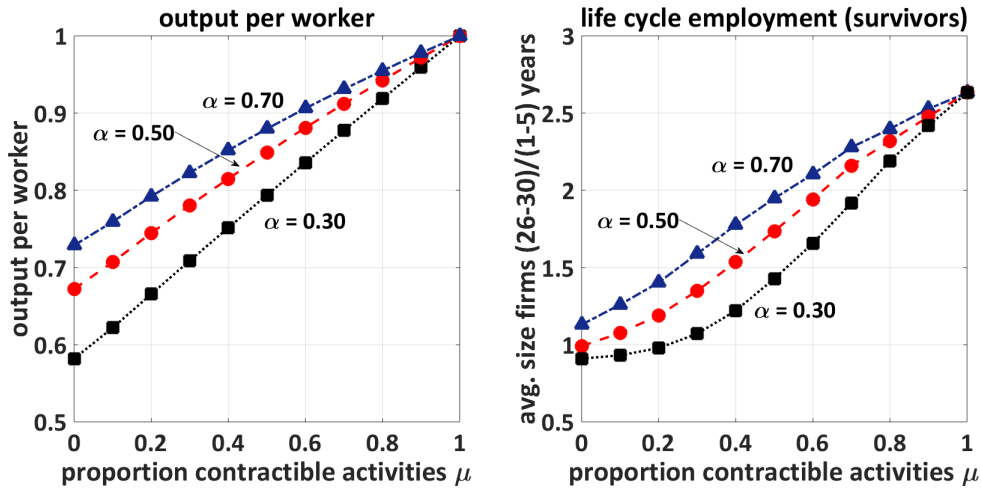 output per worker
output per worker
1
0.9
0.8
0.7
0.6
0.5
α = 0.70
α = 0.50
α = 0.30
0 0.2 0.4 0.6 0.8 1
proportion contractible activities μ
life cycle employment (survivors)
avg. size firms (26-30)/(1-5) years
3
2.5
2
1.5
1
0.5
α = 0.70
α = 0.50
α = 0.30
0 0.2 0.4 0.6 0.8 1
proportion contractible activities μ